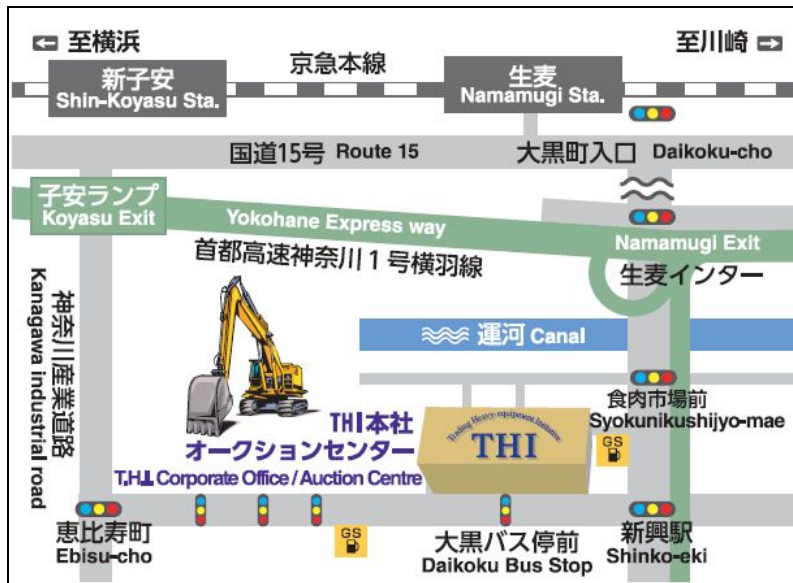 至横浜
至川崎
新子安
Shin-Koyasu Sta.
京急本線
生麦
Namamugi Sta.
国道15号 Route 15
大黒町入口 Daikoku-cho
子安ランプ
Koyasu Exit
Yokohane Express way
首都高速神奈川1号横羽線
Namamugi Exit
生麦インター
神奈川産業道路
Kanagawa industrial road
運河 Canal
食肉市場前
Syokunikushijyo-mae
THI本社
オークションセンター
T.H.I. Corporate Office / Auction Centre
Trading Heavy-equipment Initiative
THI
GS
GS
恵比寿町
Ebisu-cho
大黒バス停前
Daikoku Bus Stop
新興駅
Shinko-eki